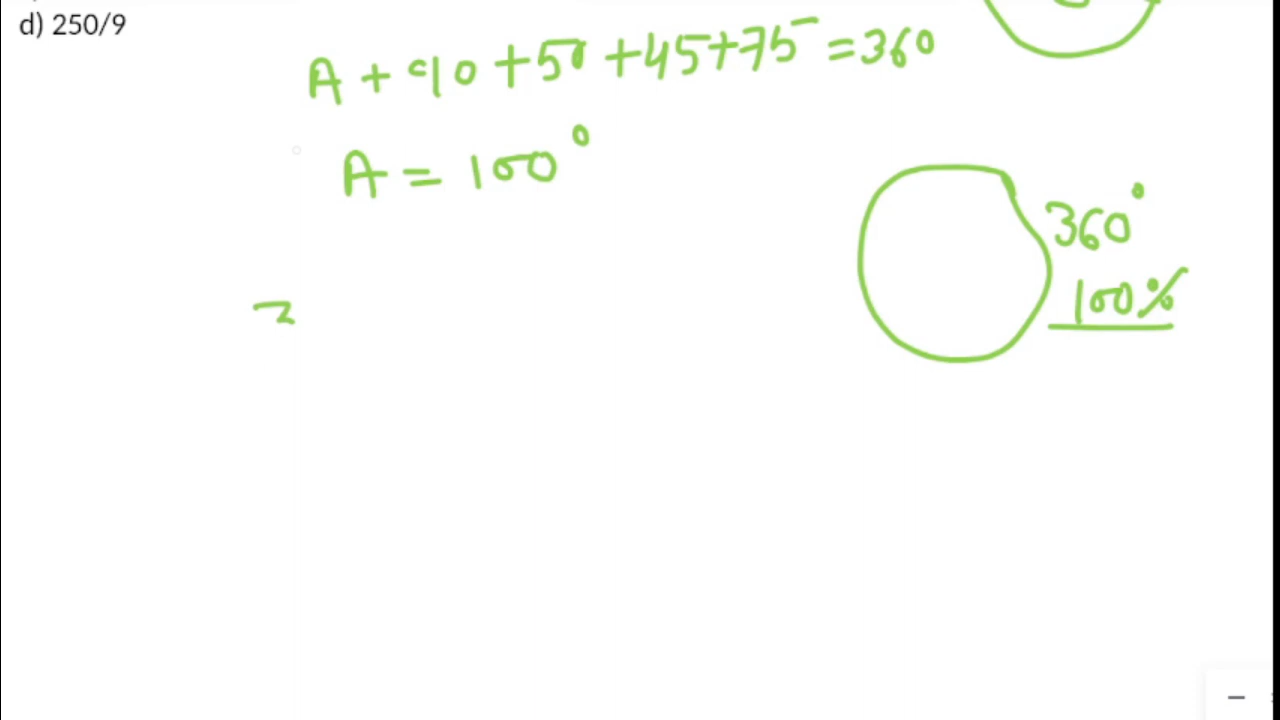 d) 250/9
A + 90 + 50 + 45 + 75 = 360
A = 100°
360°
100%